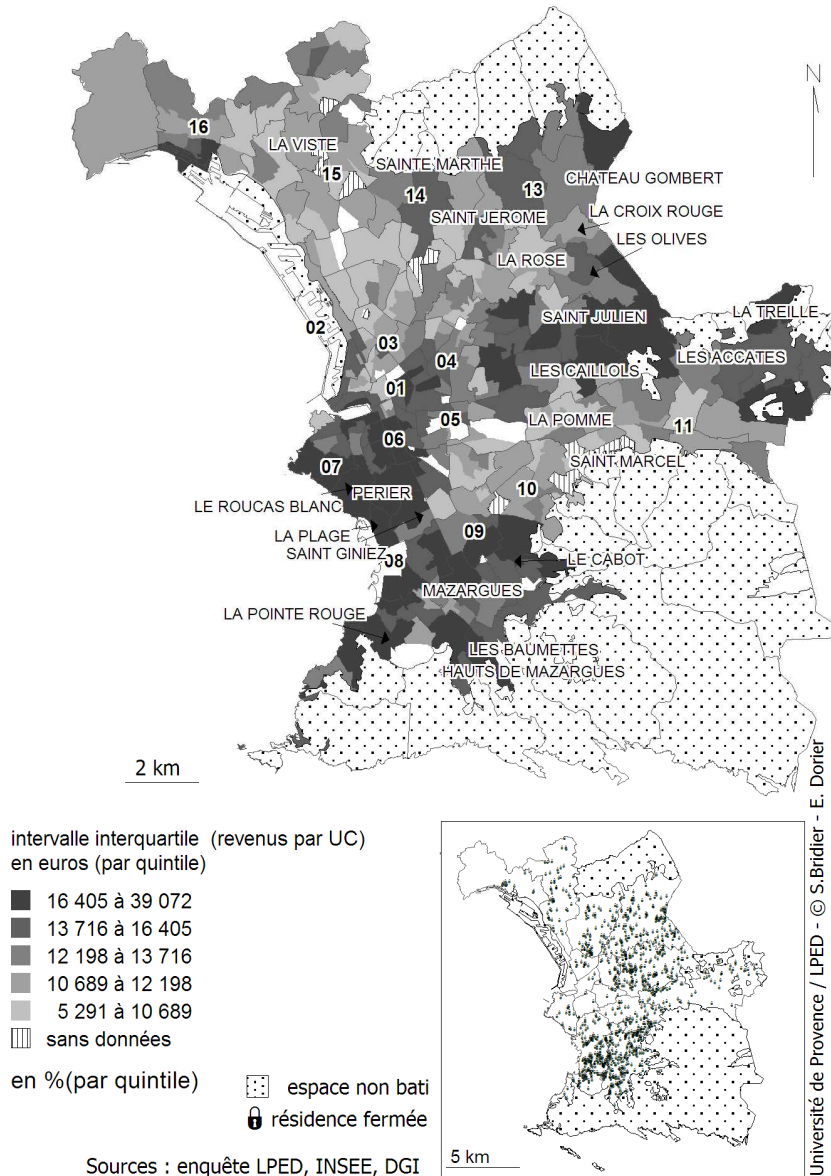 N
16
LA VISTE
15
SAINTE MARTHE
14
13
CHATEAU GOMBERT
SAINT JEROME
LA CROIX ROUGE
LES OLIVES
LA ROSE
02
SAINT JULIEN
LA TREILLE
03
04
LES ACCATES
LES CAILLOLS
01
05
LA POMME
11
06
07
SAINT MARCEL
PERIER
10
LE ROUCAS BLANC
LA PLAGE
SAINT GINIEZ
09
08
LE CABOT
MAZARGUES
LA POINTE ROUGE
LES BAUMETTES
HAUTS DE MAZARGUES
2 km
intervalle interquartile (revenus par UC)
en euros (par quintile)
16 405 à 39 072
13 716 à 16 405
12 198 à 13 716
10 689 à 12 198
5 291 à 10 689
sans données
en %(par quintile)
espace non bati
résidence fermée
Sources : enquête LPED, INSEE, DGI
5 km
Université de Provence / LPED - © S.Bridier - E. Dorier